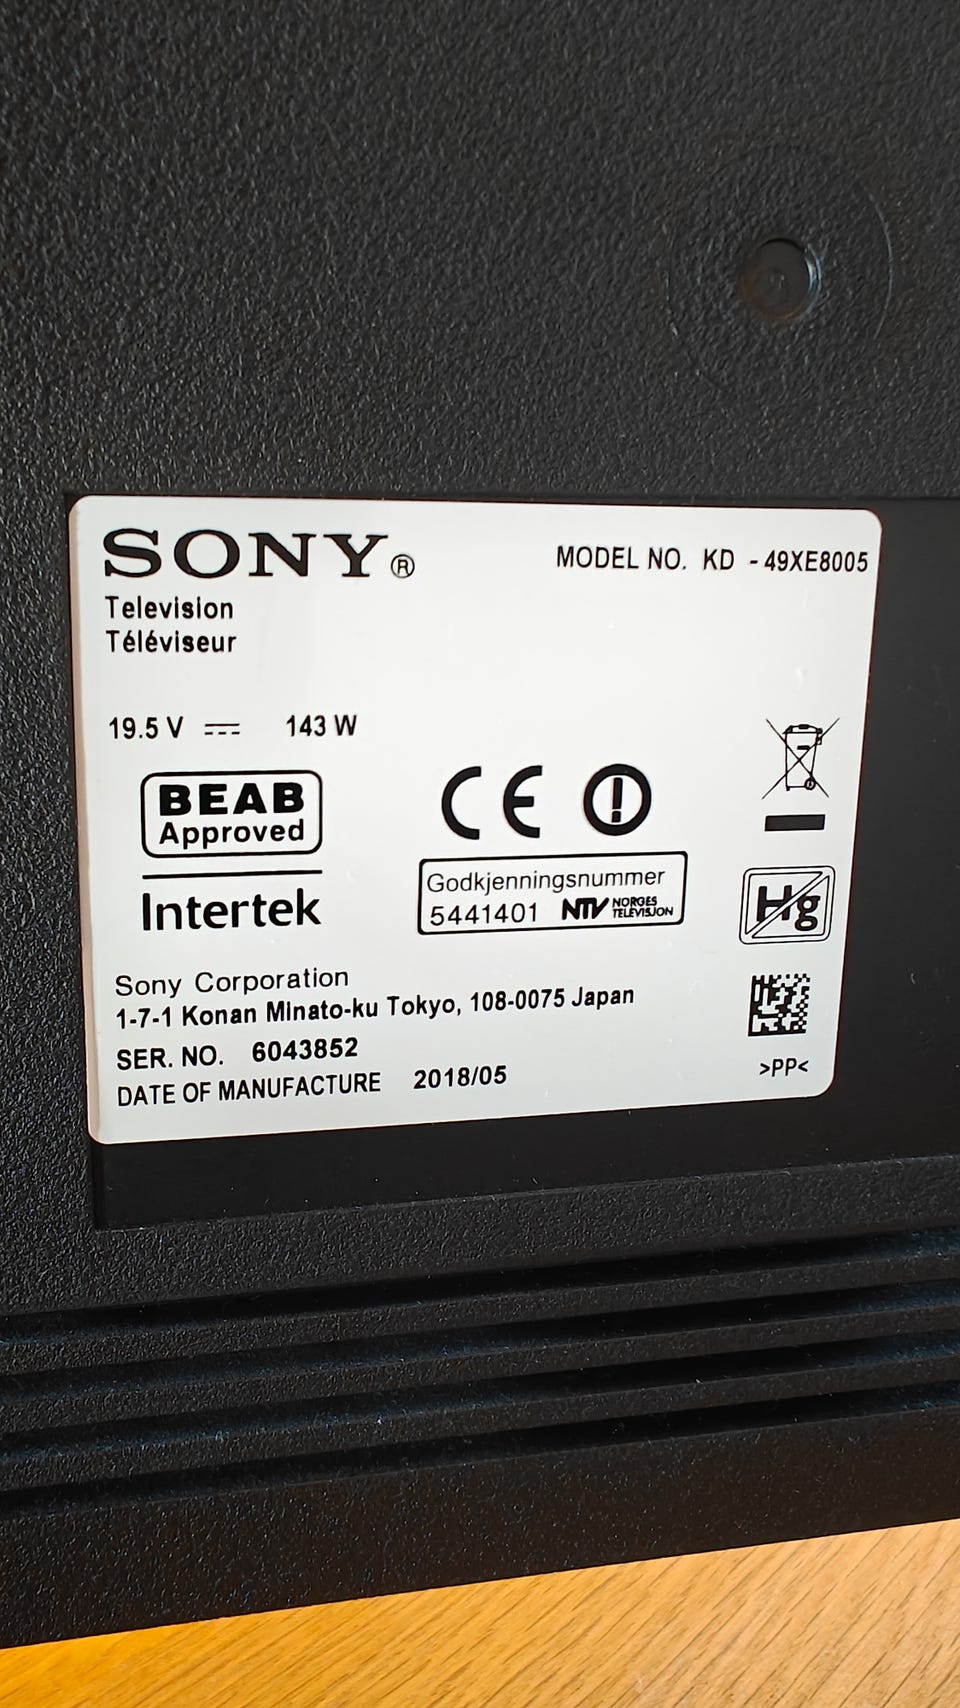 SONY®
MODEL NO. KD - 49XE8005
Television
Téléviseur
19.5 V 143 W
BEAB
Approved
Intertek
CE
Godkjenningsnummer
5441401 NTV NORGES TELEVISJON
Hg
Sony Corporation
1-7-1 Konan Minato-ku Tokyo, 108-0075 Japan
SER. NO. 6043852
DATE OF MANUFACTURE 2018/05
>PP<